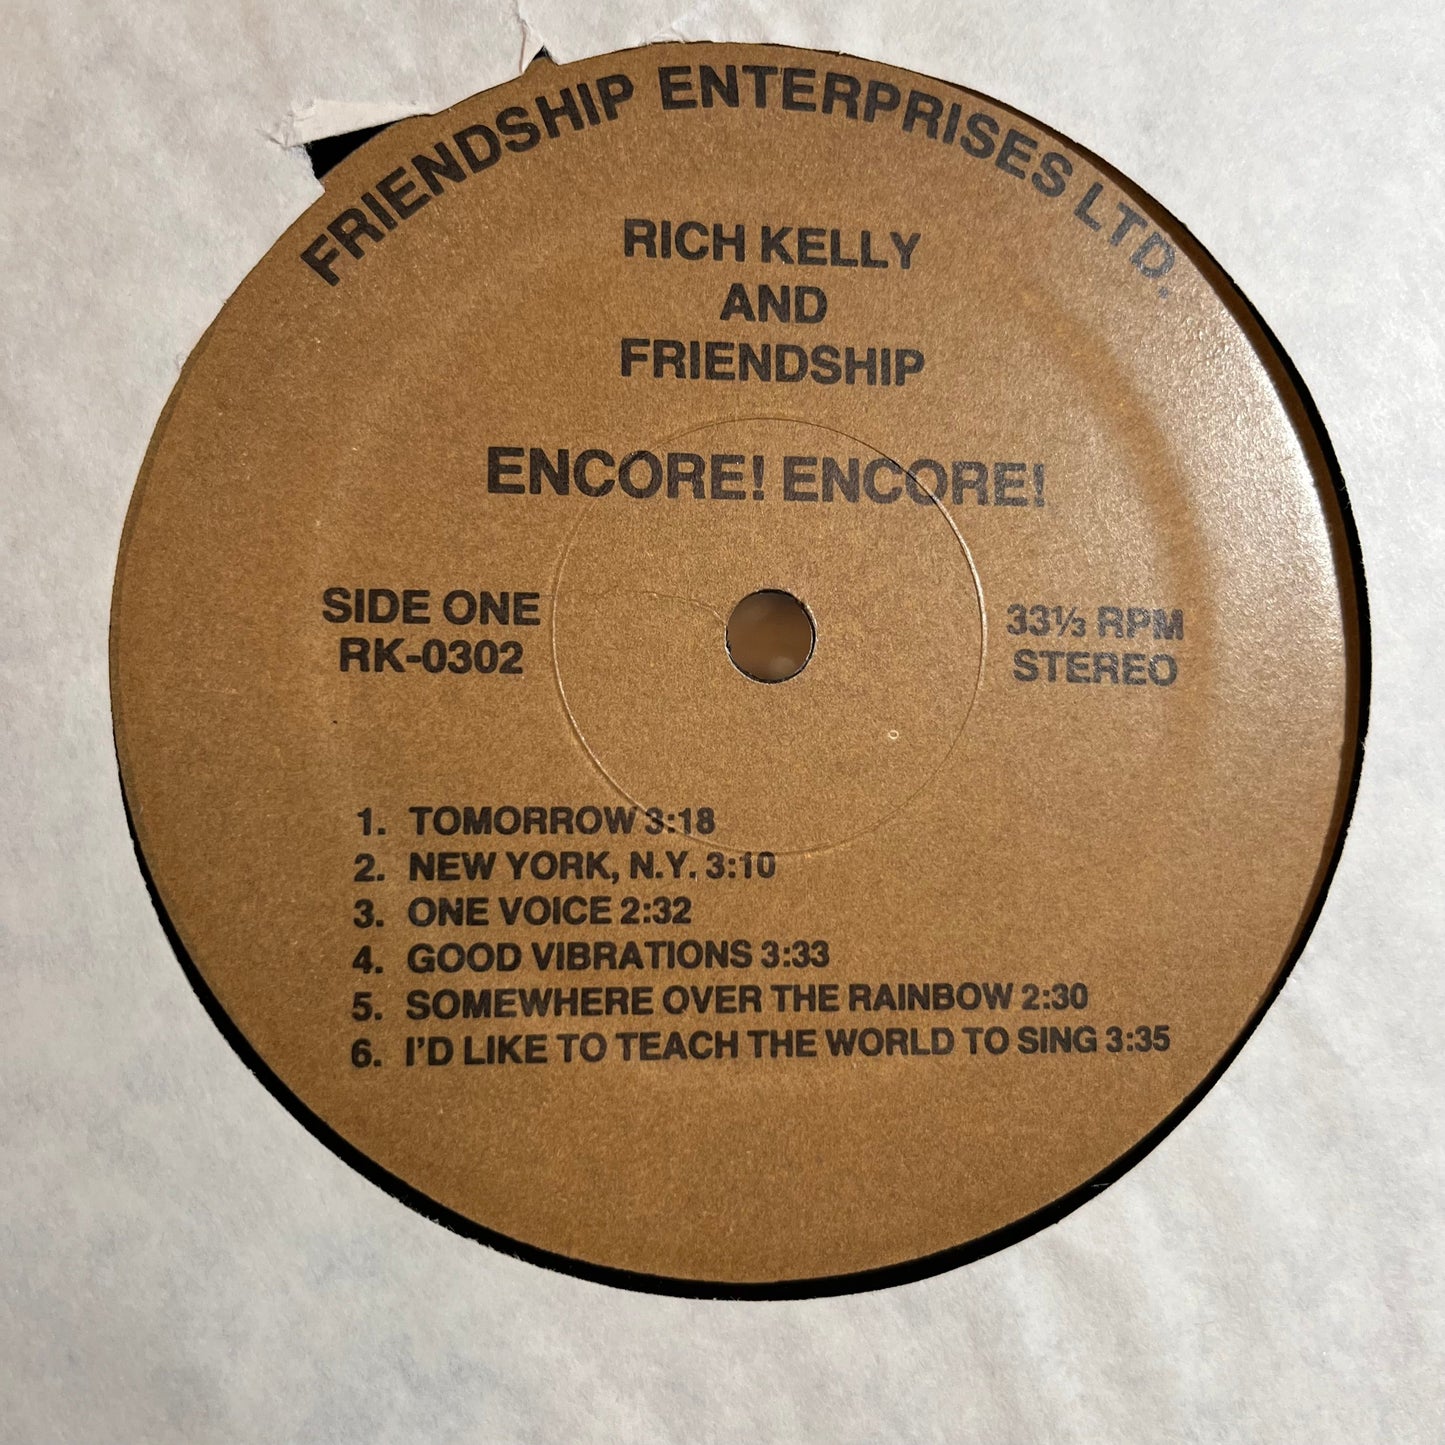 FRIENDSHIP ENTERPRISES LTD.
RICH KELLY
AND
FRIENDSHIP
ENCORE! ENCORE!
SIDE ONE
RK-0302
33⅓ RPM
STEREO
1. TOMORROW 3:18
2. NEW YORK, N.Y. 3:10
3. ONE VOICE 2:32
4. GOOD VIBRATIONS 3:33
5. SOMEWHERE OVER THE RAINBOW 2:30
6. I'D LIKE TO TEACH THE WORLD TO SING 3:35